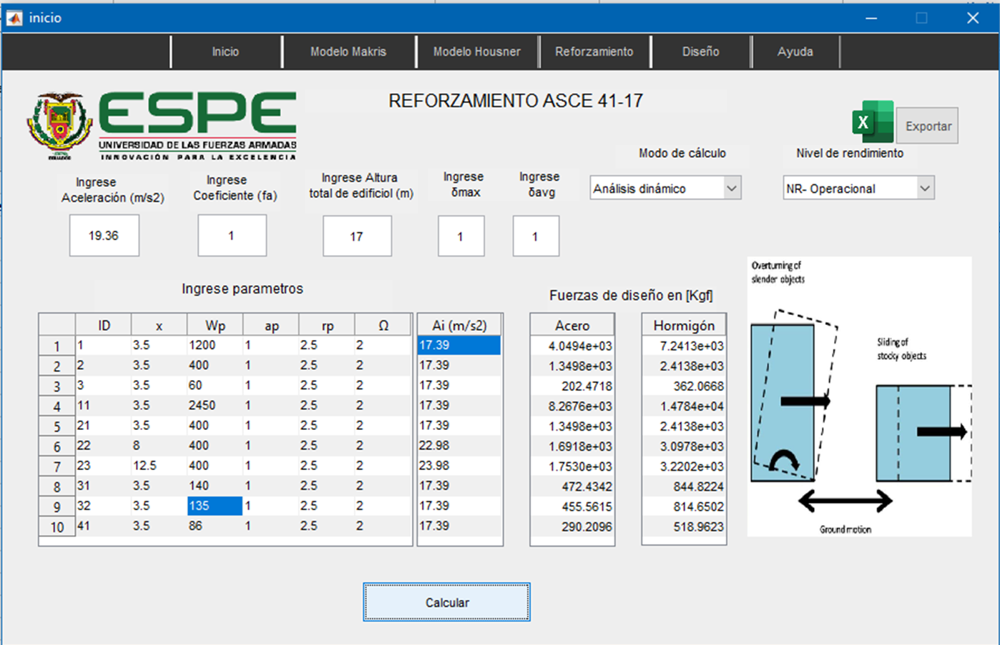 inicio
Inicio Modelo Makris Modelo Housner Reforzamiento Diseño Ayuda
ESPE
UNIVERSIDAD DE LAS FUERZAS ARMADAS
INNOVACIÓN PARA LA EXCELENCIA
REFORZAMIENTO ASCE 41-17
X
Exportar
Modo de cálculo
Nivel de rendimiento
Análisis dinámico
NR- Operacional
Ingrese
Aceleración (m/s2)
Ingrese
Coeficiente (fa)
Ingrese Altura
total de edificiol (m)
Ingrese
δmax
Ingrese
δavg
19.36 1 17 1 1
Ingrese parametros
Fuerzas de diseño en [Kgf]
ID x Wp ap rp Ω Ai (m/s2) Acero Hormigón
1 1 3.5 1200 1 2.5 2 17.39 4.0494e+03 7.2413e+03
2 2 3.5 400 1 2.5 2 17.39 1.3498e+03 2.4138e+03
3 3 3.5 60 1 2.5 2 17.39 202.4718 362.0668
4 11 3.5 2450 1 2.5 2 17.39 8.2676e+03 1.4784e+04
5 21 3.5 400 1 2.5 2 17.39 1.3498e+03 2.4138e+03
6 22 8 400 1 2.5 2 22.98 1.6918e+03 3.0978e+03
7 23 12.5 400 1 2.5 2 23.98 1.7530e+03 3.2202e+03
8 31 3.5 140 1 2.5 2 17.39 472.4342 844.8224
9 32 3.5 135 1 2.5 2 17.39 455.5615 814.6502
10 41 3.5 86 1 2.5 2 17.39 290.2096 518.9623
Overturning of
slender objects
Sliding of
stocky objects
Ground motion
Calcular